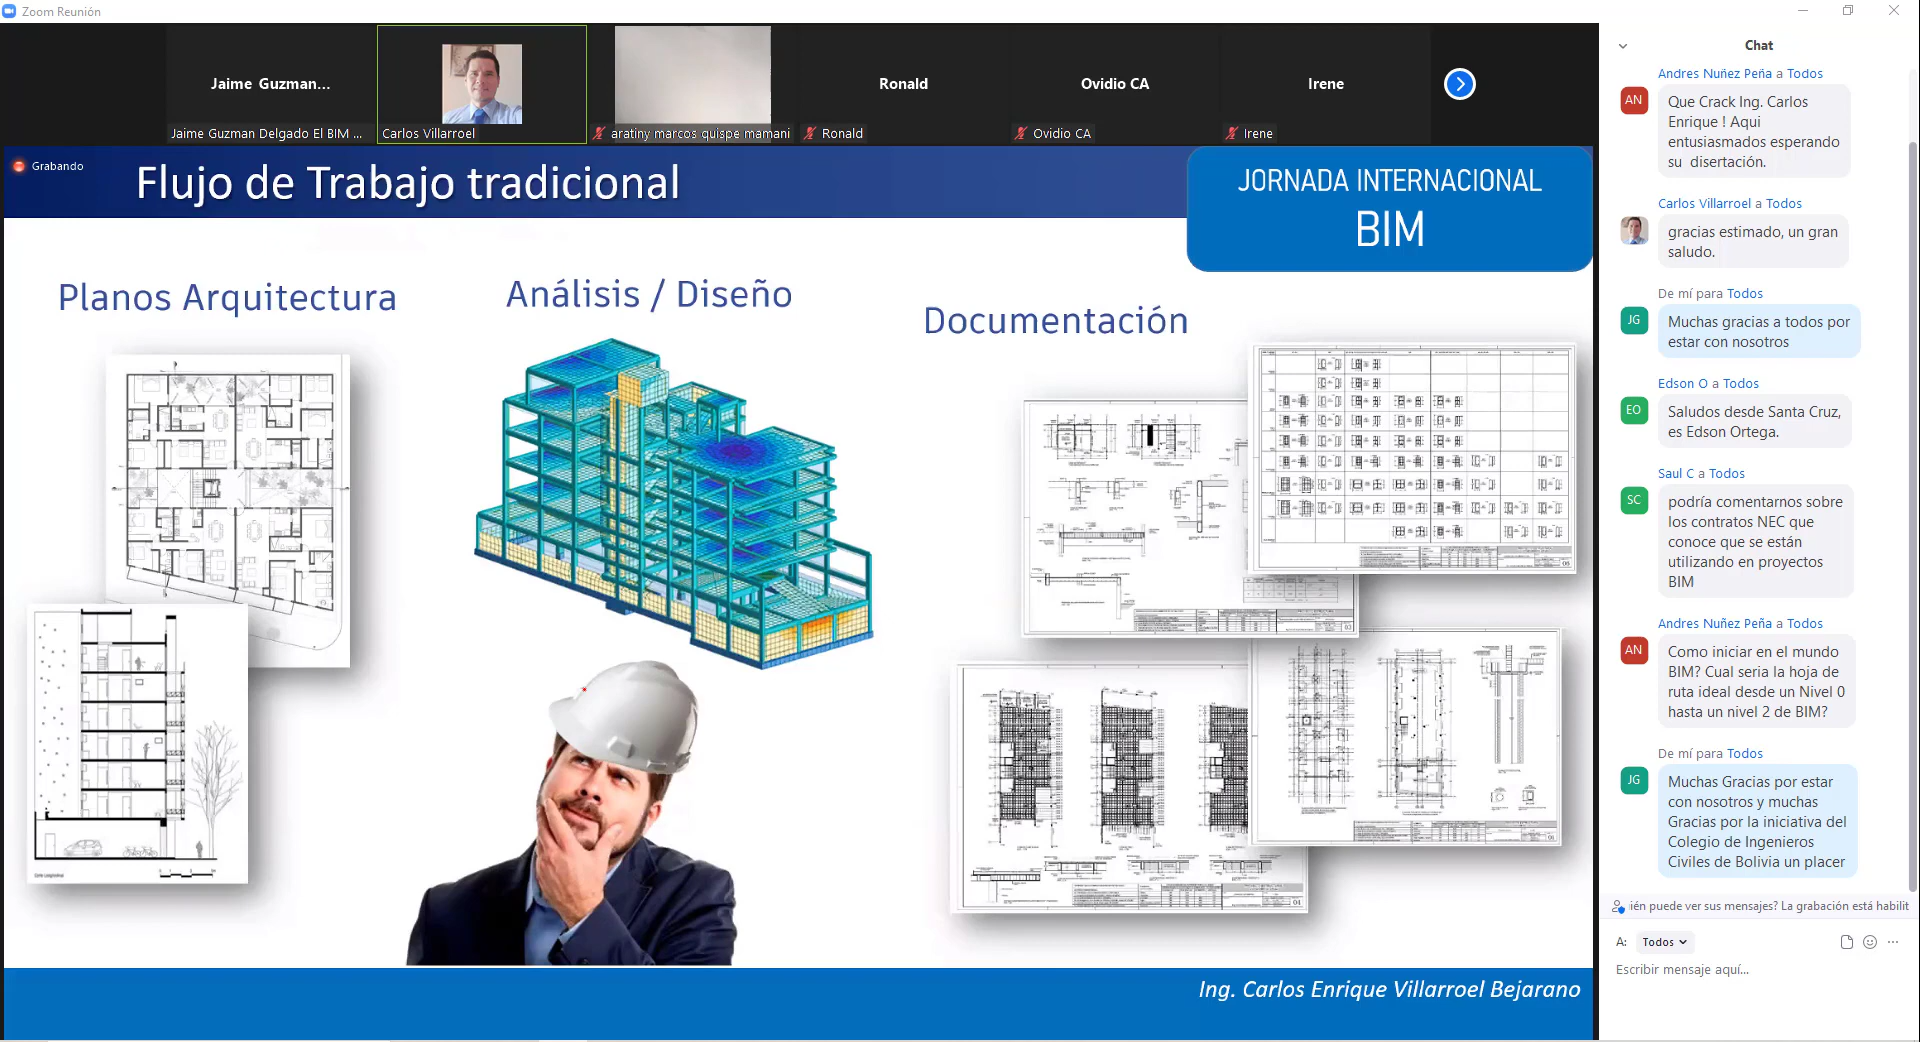 Zoom Reunión
Jaime Guzman...
Ronald
Ovidio CA
Irene
Jaime Guzman Delgado El BIM ...
Carlos Villarroel
aratiny marcos quispe mamani
Ronald
Ovidio CA
Irene
Grabando
Flujo de Trabajo tradicional
JORNADA INTERNACIONAL
BIM
Planos Arquitectura
Análisis / Diseño
Documentación
Ing. Carlos Enrique Villarroel Bejarano
Chat
Andres Nuñez Peña a Todos
AN
Que Crack Ing. Carlos
Enrique ! Aqui
entusiasmados esperando
su disertación.
Carlos Villarroel a Todos
gracias estimado, un gran
saludo.
De mí para Todos
JG
Muchas gracias a todos por
estar con nosotros
Edson O a Todos
EO
Saludos desde Santa Cruz,
es Edson Ortega.
Saul C a Todos
SC
podría comentarnos sobre
los contratos NEC que
conoce que se están
utilizando en proyectos
BIM
Andres Nuñez Peña a Todos
AN
Como iniciar en el mundo
BIM? Cual seria la hoja de
ruta ideal desde un Nivel 0
hasta un nivel 2 de BIM?
De mí para Todos
JG
Muchas Gracias por estar
con nosotros y muchas
Gracias por la iniciativa del
Colegio de Ingenieros
Civiles de Bolivia un placer
ién puede ver sus mensajes? La grabación está habilit
A: Todos
Escribir mensaje aquí...